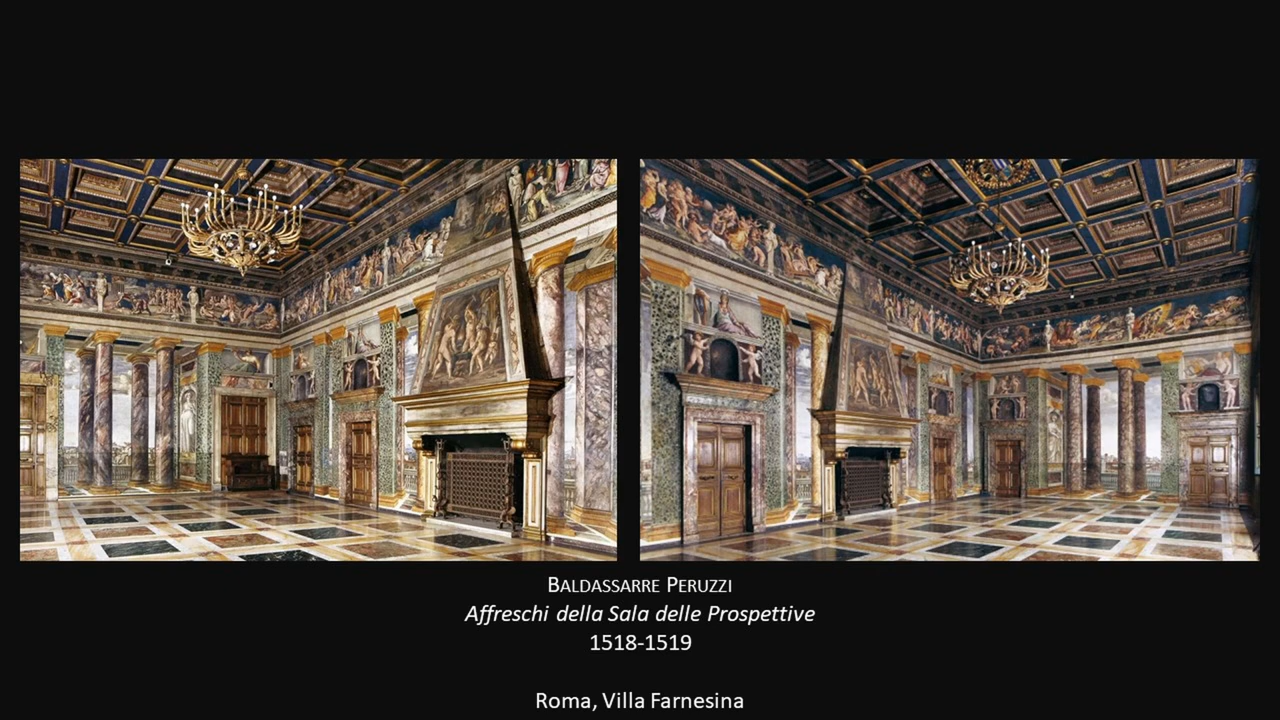 Baldassarre Peruzzi
Affreschi della Sala delle Prospettive
1518-1519
Roma, Villa Farnesina